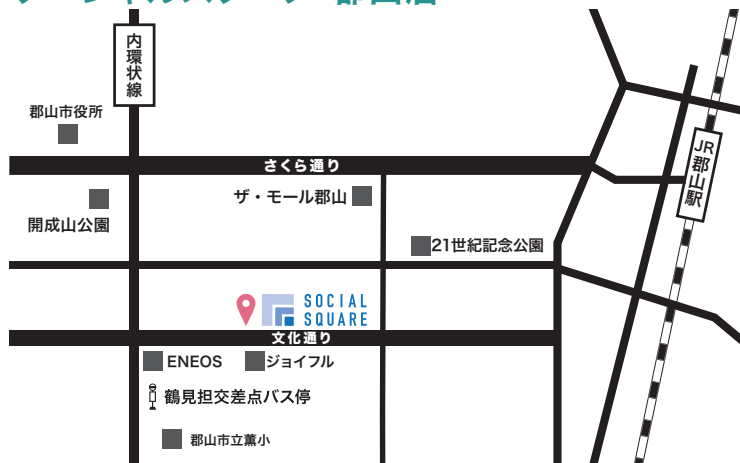 内環状線
郡山市役所
さくら通り
JR郡山駅
ザ・モール郡山
開成山公園
21世紀記念公園
SOCIAL
SQUARE
文化通り
ENEOS
ジョイフル
鶴見担交差点バス停
郡山市立薫小